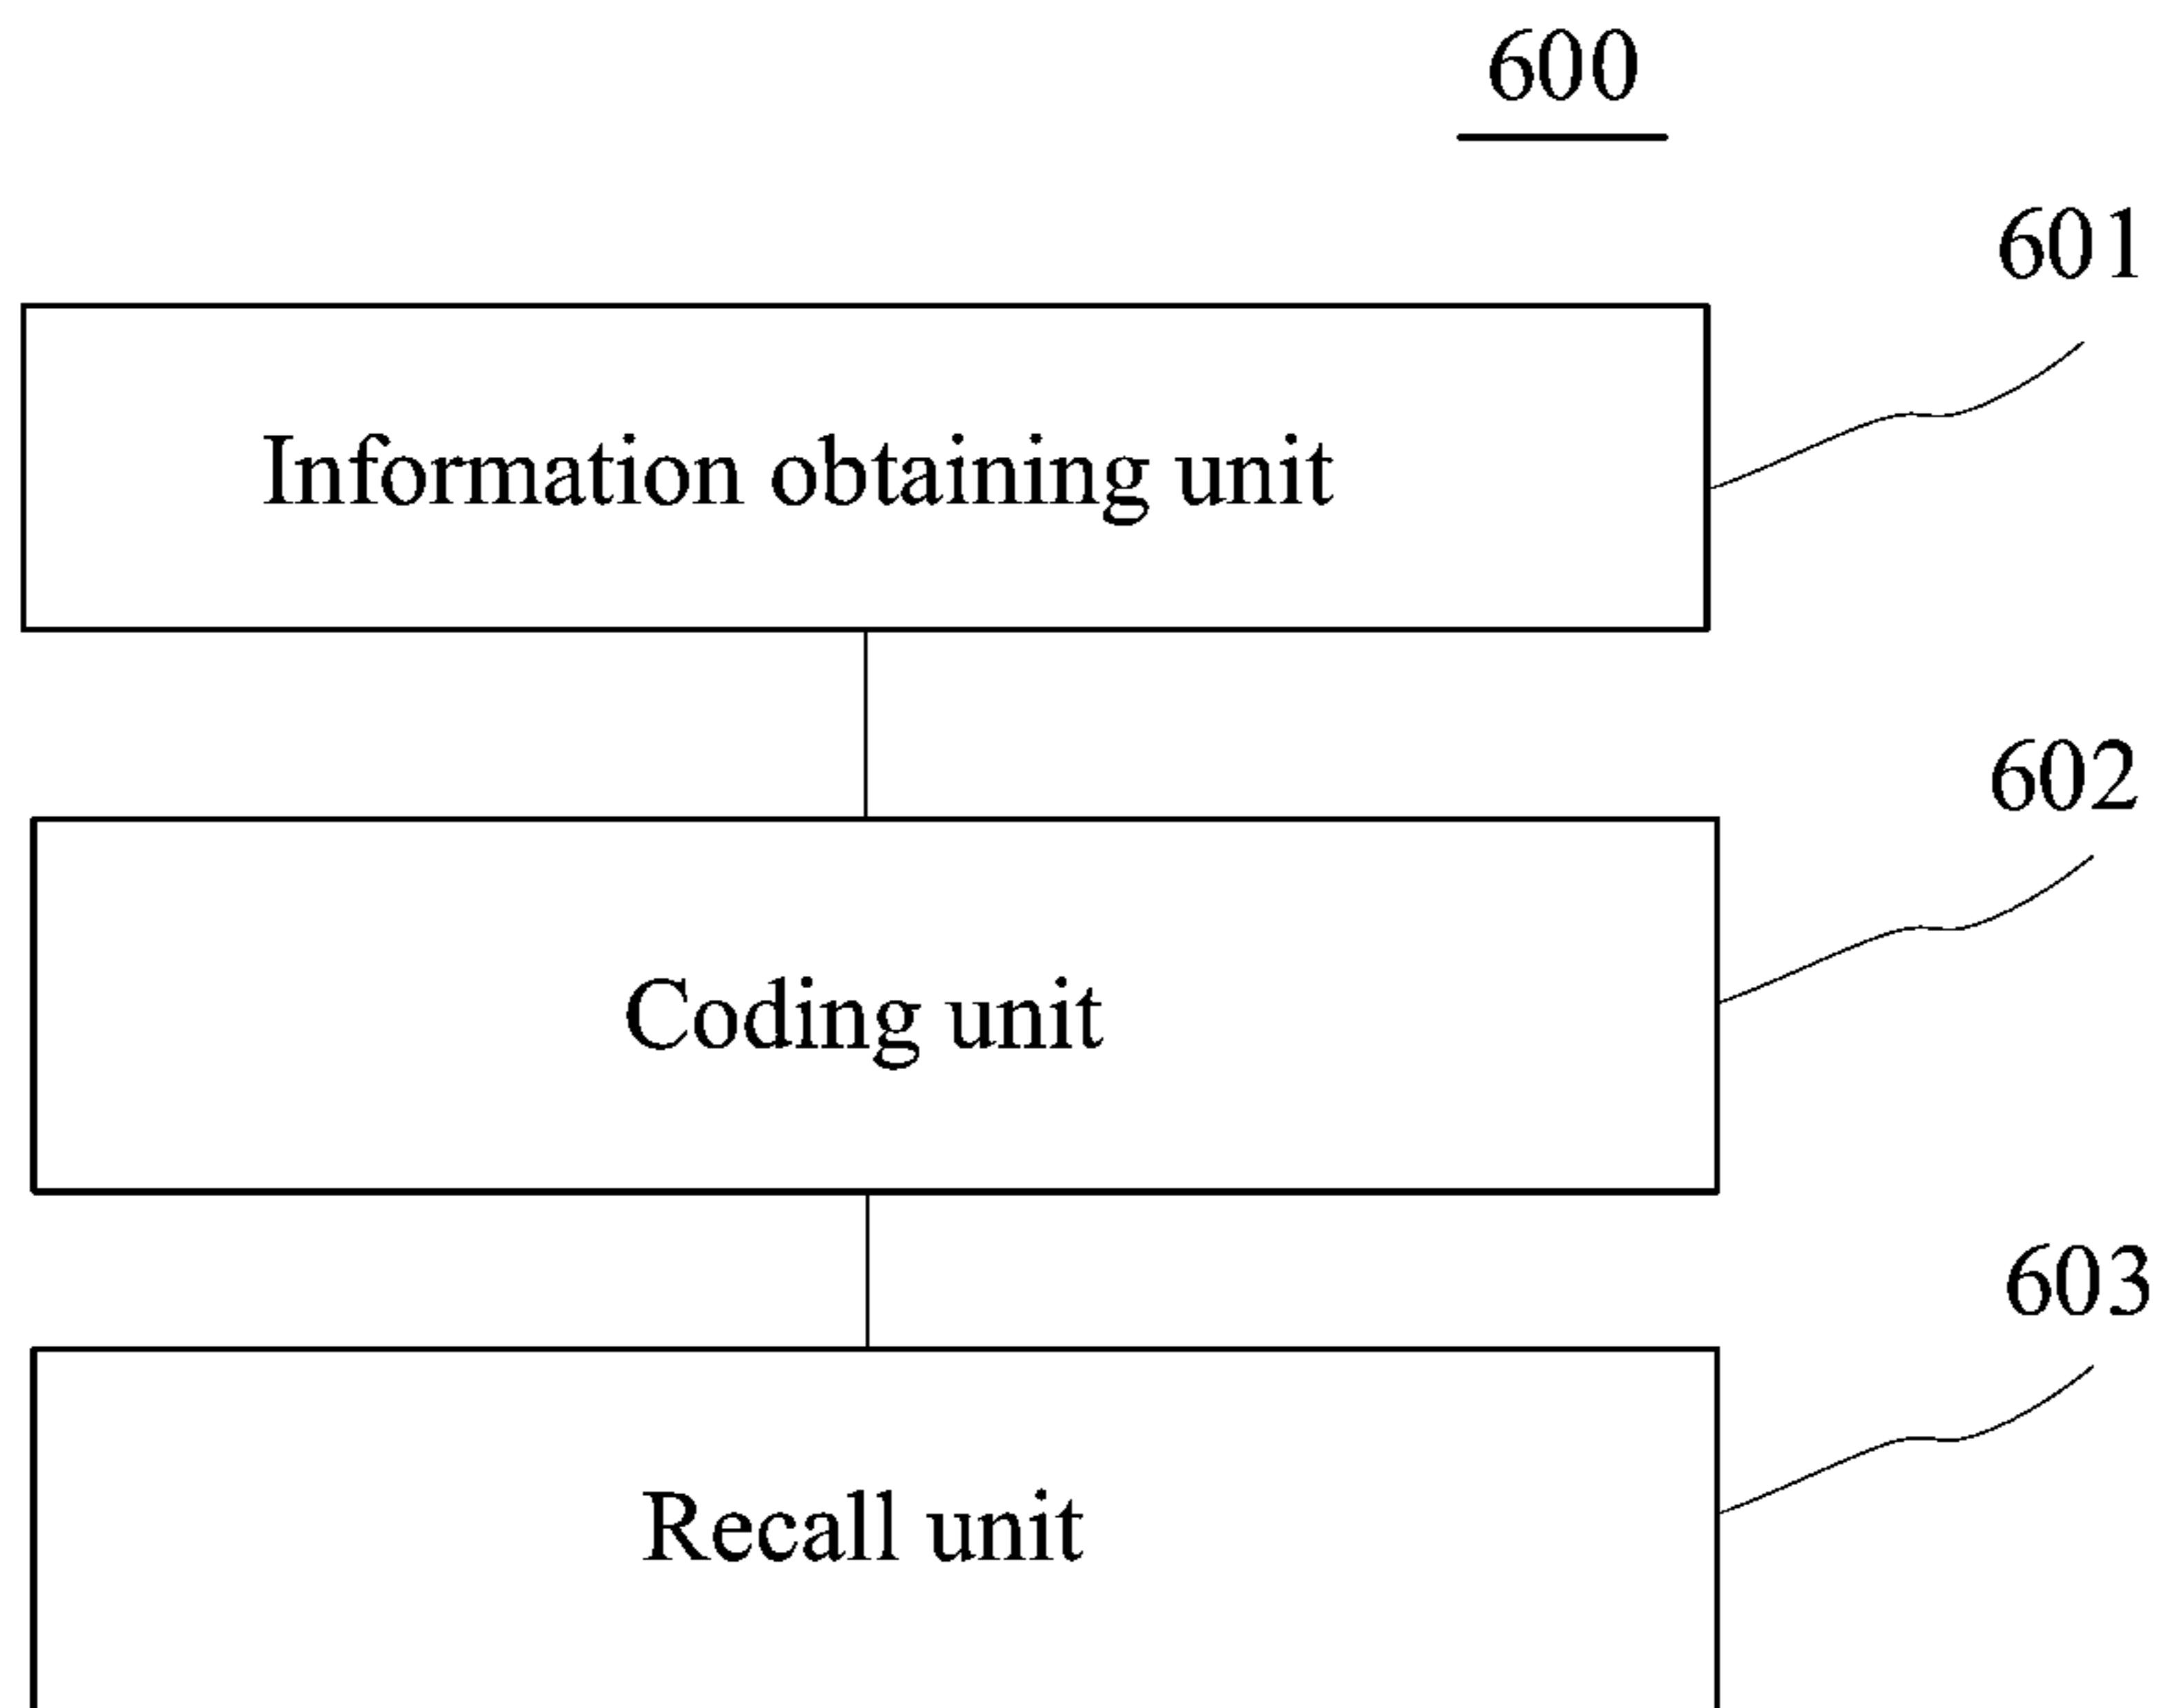 600
601
Information obtaining unit
602
Coding unit
603
Recall unit